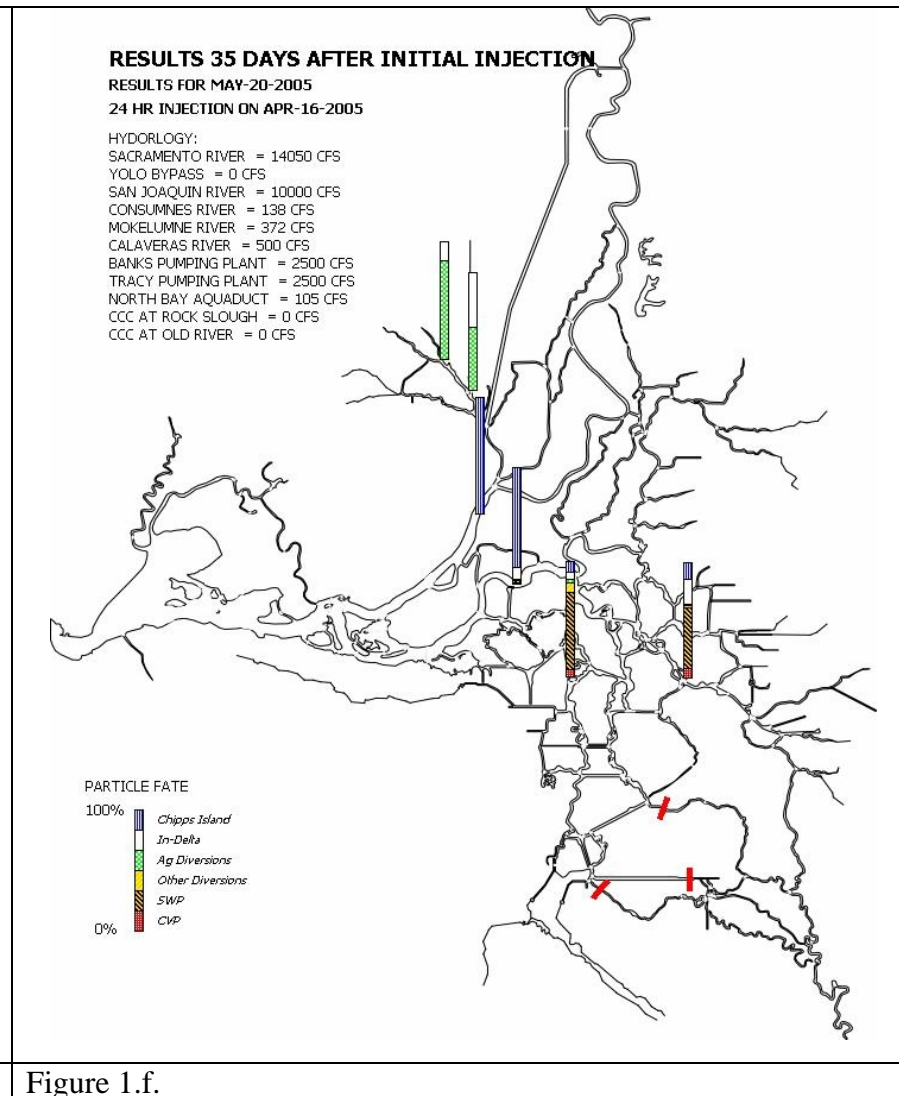 RESULTS 35 DAYS AFTER INITIAL INJECTION
RESULTS FOR MAY-20-2005
24 HR INJECTION ON APR-16-2005
HYDORLOGY:
SACRAMENTO RIVER = 14050 CFS
YOLO BYPASS = 0 CFS
SAN JOAQUIN RIVER = 10000 CFS
CONSUMNES RIVER = 138 CFS
MOKELUMNE RIVER = 372 CFS
CALAVERAS RIVER = 500 CFS
BANKS PUMPING PLANT = 2500 CFS
TRACY PUMPING PLANT = 2500 CFS
NORTH BAY AQUADUCT = 105 CFS
CCC AT ROCK SLOUGH = 0 CFS
CCC AT OLD RIVER = 0 CFS
PARTICLE FATE
100%
Chipps Island
In-Delta
Ag Diversions
Other Diversions
SWP
CVP
0%
Figure 1.f.